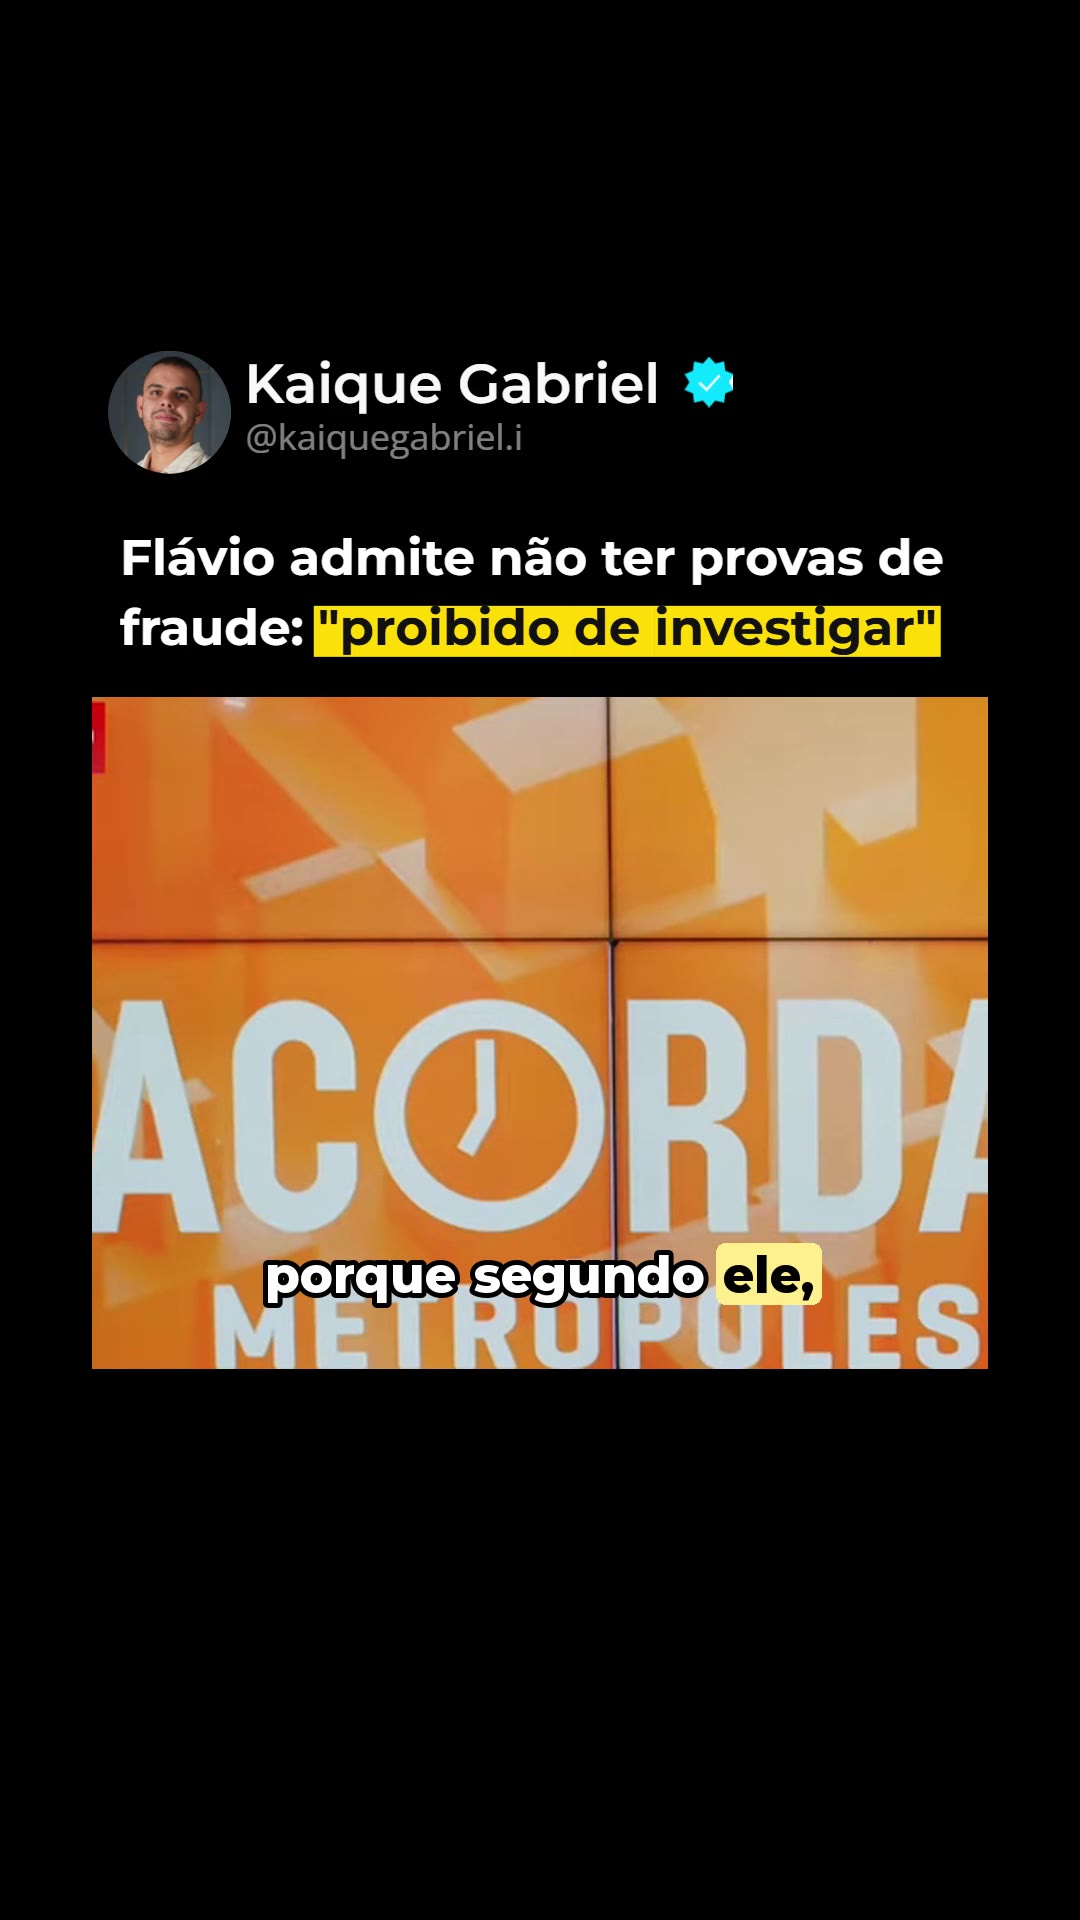 Kaique Gabriel
@kaiquegabriel.i
Flávio admite não ter provas de
fraude: "proibido de investigar"
ACORDA
porque segundo ele,
METRÓPOLES